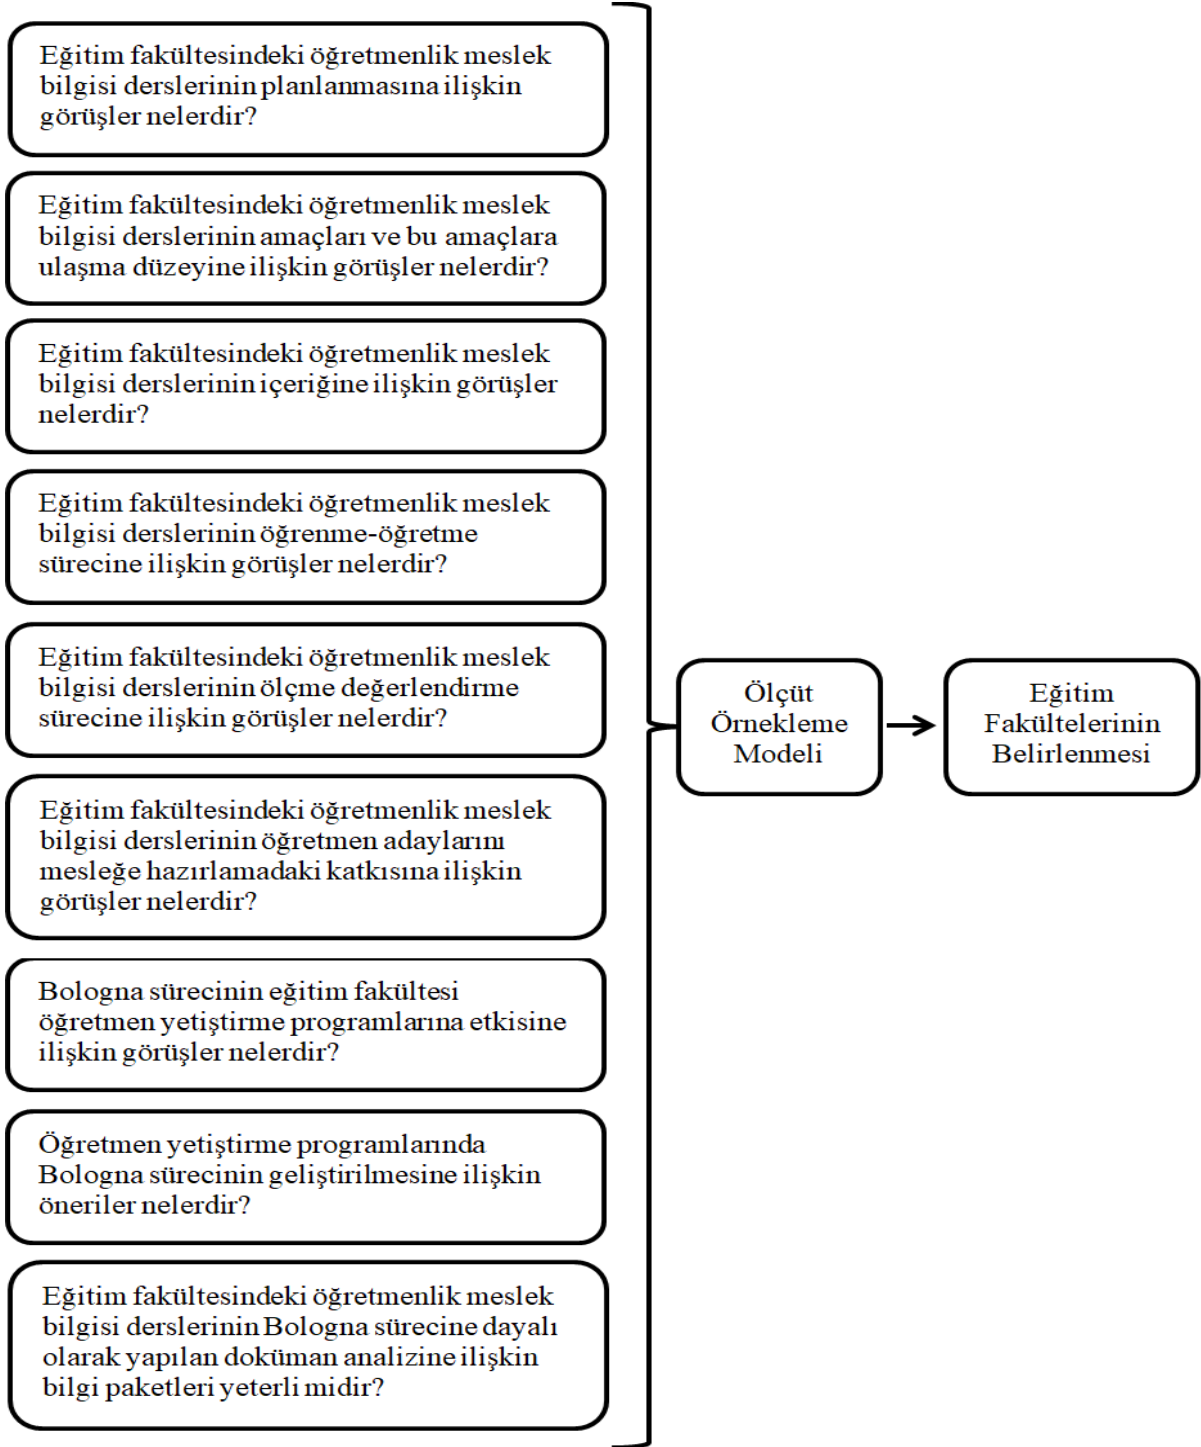 Eğitim fakültesindeki öğretmenlik meslek
bilgisi derslerinin planlanmasına ilişkin
görüşler nelerdir?
Eğitim fakültesindeki öğretmenlik meslek
bilgisi derslerinin amaçları ve bu amaçlara
ulaşma düzeyine ilişkin görüşler nelerdir?
Eğitim fakültesindeki öğretmenlik meslek
bilgisi derslerinin içeriğine ilişkin görüşler
nelerdir?
Eğitim fakültesindeki öğretmenlik meslek
bilgisi derslerinin öğrenme-öğretme
sürecine ilişkin görüşler nelerdir?
Eğitim fakültesindeki öğretmenlik meslek
bilgisi derslerinin ölçme değerlendirme
sürecine ilişkin görüşler nelerdir?
Eğitim fakültesindeki öğretmenlik meslek
bilgisi derslerinin öğretmen adaylarını
mesleğe hazırlamadaki katkısına ilişkin
görüşler nelerdir?
Bologna sürecinin eğitim fakültesi
öğretmen yetiştirme programlarına etkisine
ilişkin görüşler nelerdir?
Öğretmen yetiştirme programlarında
Bologna sürecinin geliştirilmesine ilişkin
öneriler nelerdir?
Eğitim fakültesindeki öğretmenlik meslek
bilgisi derslerinin Bologna sürecine dayalı
olarak yapılan doküman analizine ilişkin
bilgi paketleri yeterli midir?
Ölçüt
Örnekleme
Modeli
Eğitim
Fakültelerinin
Belirlenmesi